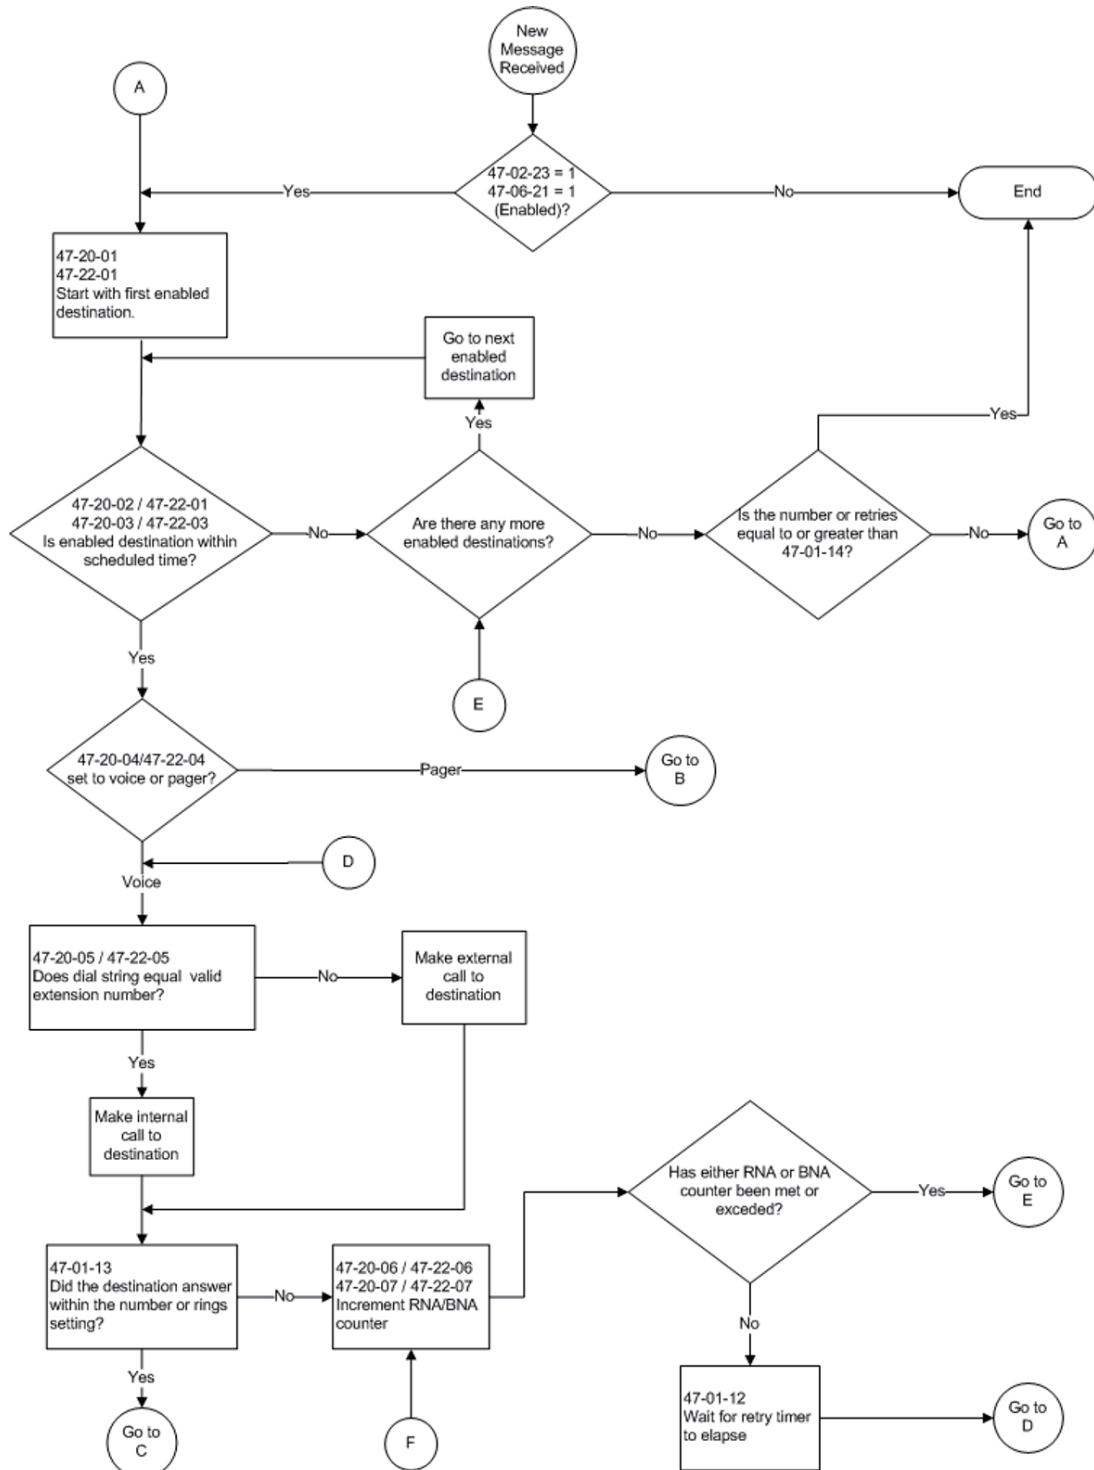 New
Message
Received
A
47-02-23 = 1
47-06-21 = 1
(Enabled)?
Yes
No
End
47-20-01
47-22-01
Start with first enabled
destination.
Go to next
enabled
destination
Yes
Yes
47-20-02 / 47-22-01
47-20-03 / 47-22-03
Is enabled destination within
scheduled time?
No
Are there any more
enabled destinations?
No
Is the number or retries
equal to or greater than
47-01-14?
No
Go to
A
Yes
E
47-20-04/47-22-04
set to voice or pager?
Pager
Go to
B
D
Voice
47-20-05 / 47-22-05
Does dial string equal valid
extension number?
No
Make external
call to
destination
Yes
Make internal
call to
destination
Has either RNA or BNA
counter been met or
exceded?
Yes
Go to
E
47-01-13
Did the destination answer
within the number or rings
setting?
No
47-20-06 / 47-22-06
47-20-07 / 47-22-07
Increment RNA/BNA
counter
No
Yes
Go to
C
F
47-01-12
Wait for retry timer
to elapse
Go to
D